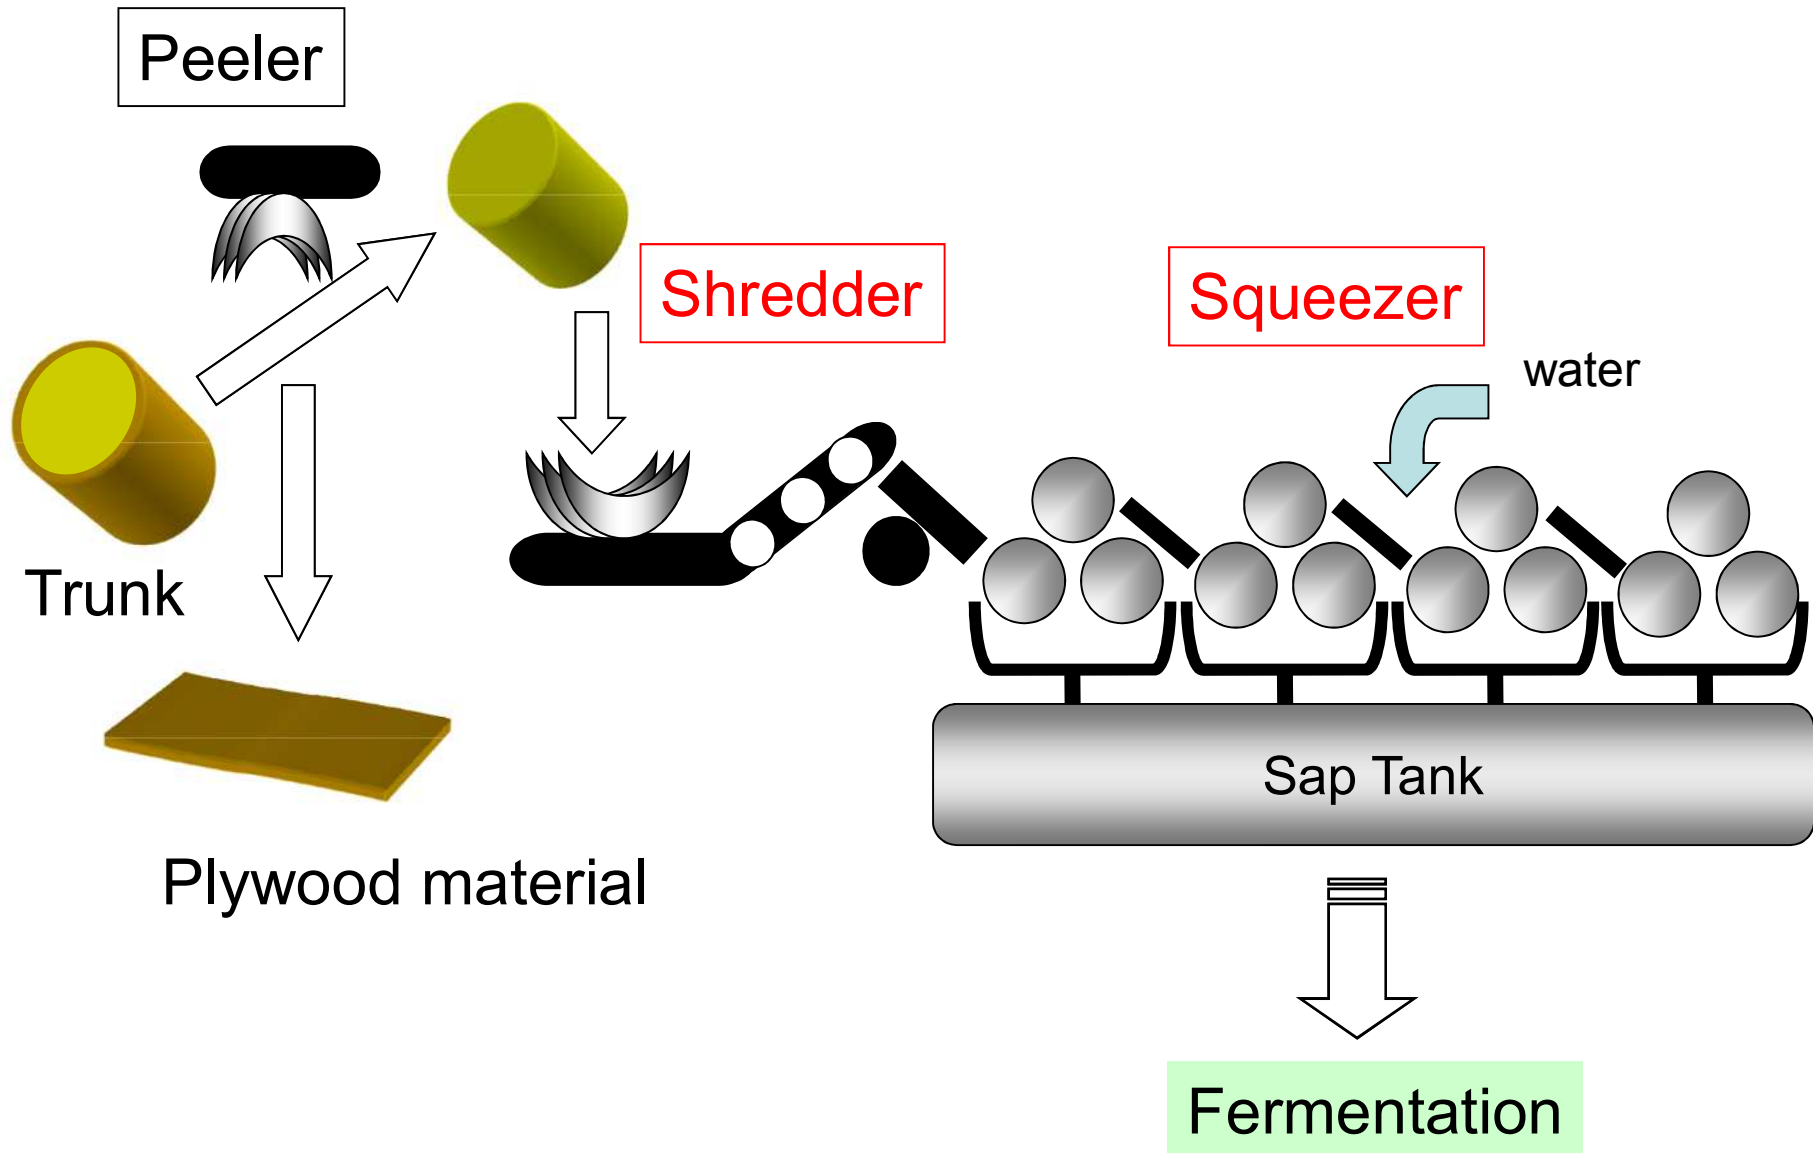 Peeler
Shredder
Squeezer
water
Trunk
Sap Tank
Plywood material
Fermentation